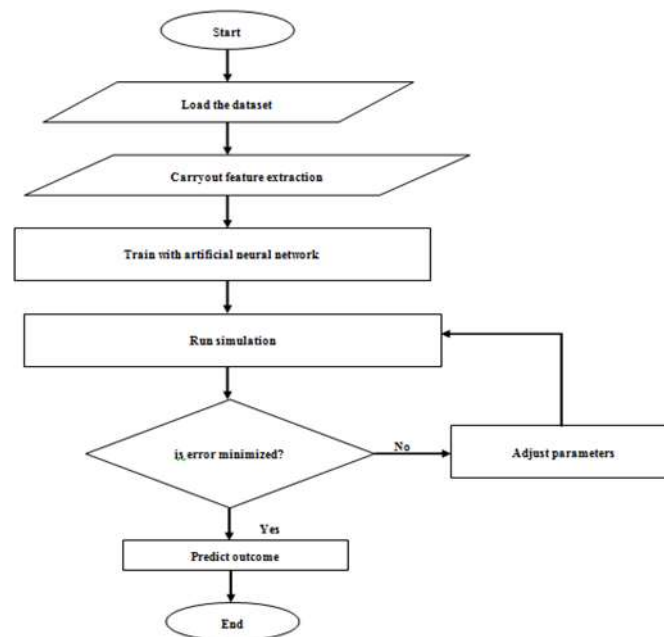 Start
Load the dataset
Carryout feature extraction
Train with artificial neural network
Run simulation
is error minimized?
No
Adjust parameters
Yes
Predict outcome
End